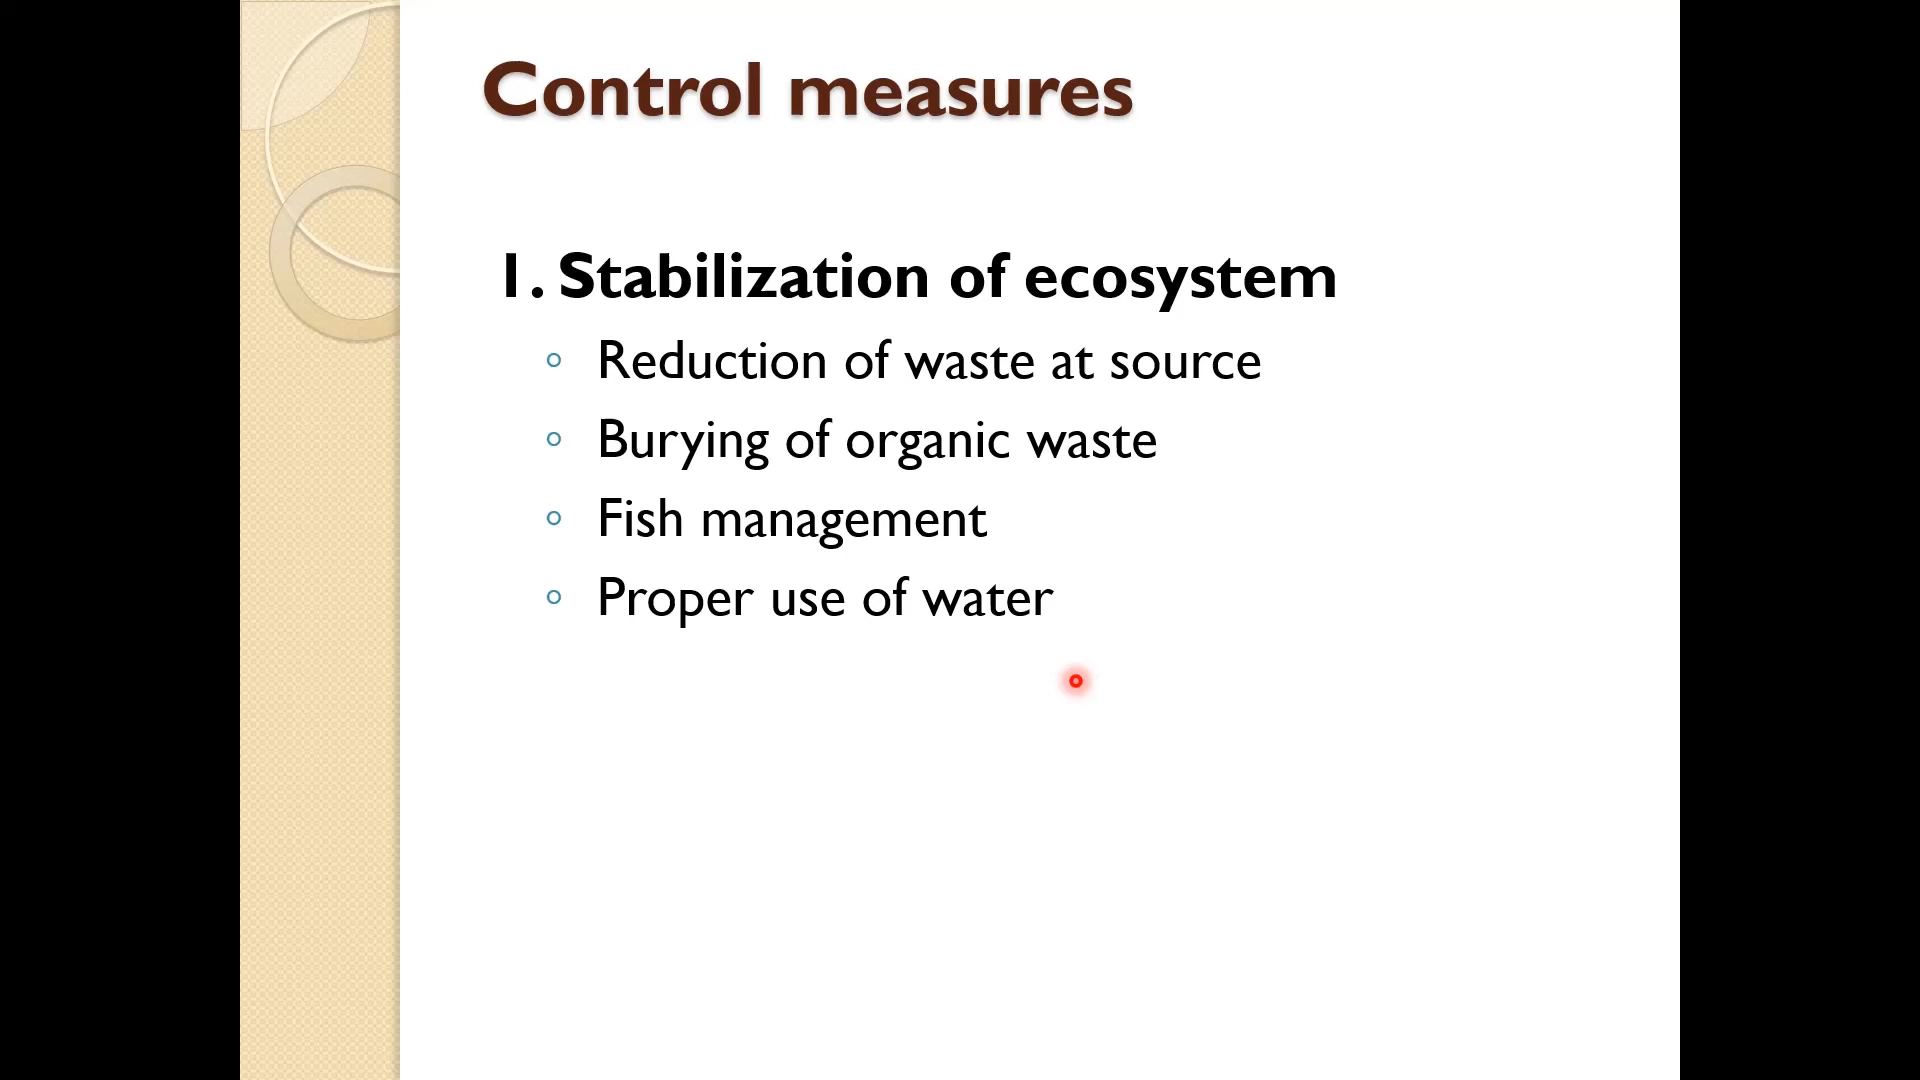 Control measures
1. Stabilization of ecosystem
◦ Reduction of waste at source
◦ Burying of organic waste
◦ Fish management
◦ Proper use of water